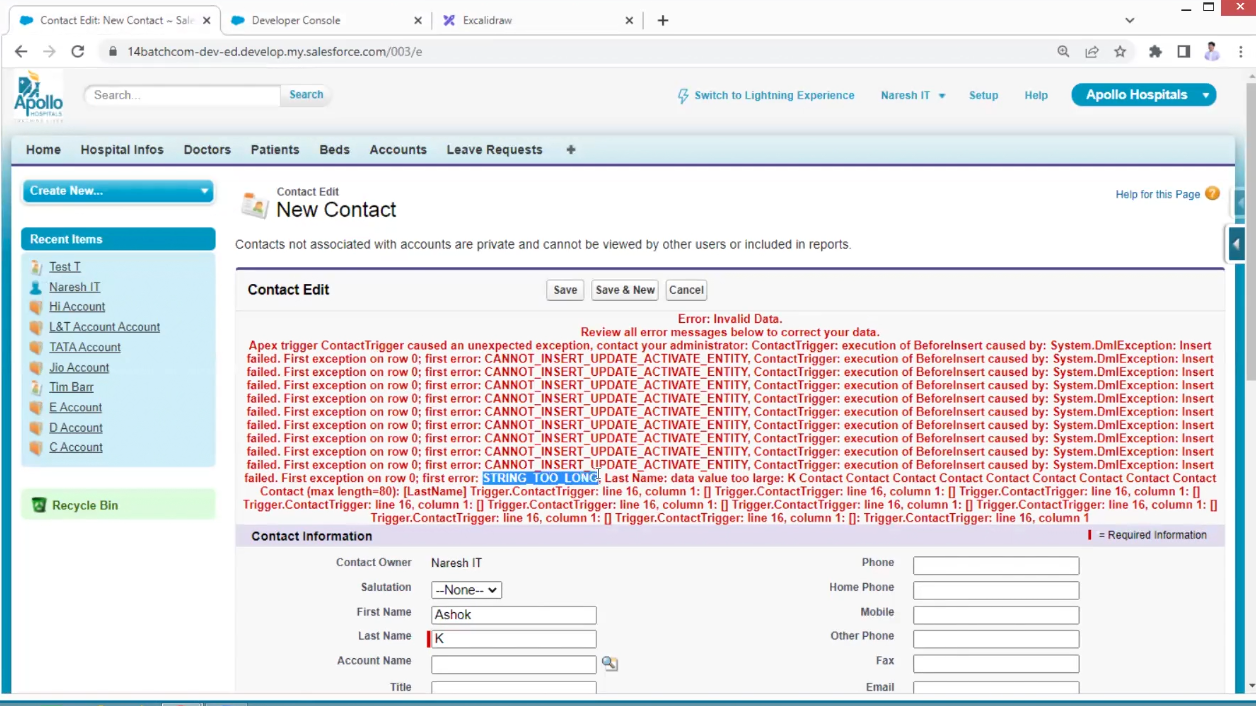 Contact Edit: New Contact ~ Sale
Developer Console
Excalidraw
14batchcom-dev-ed.develop.my.salesforce.com/003/e
Apollo
HOSPITALS
Search...
Search
Switch to Lightning Experience
Naresh IT
Setup
Help
Apollo Hospitals
Home
Hospital Infos
Doctors
Patients
Beds
Accounts
Leave Requests
Create New...
Recent Items
Test T
Naresh IT
Hi Account
L&T Account Account
TATA Account
Jio Account
Tim Barr
E Account
D Account
C Account
Recycle Bin
Contact Edit
New Contact
Help for this Page
Contacts not associated with accounts are private and cannot be viewed by other users or included in reports.
Contact Edit
Save
Save & New
Cancel
Error: Invalid Data.
Review all error messages below to correct your data.
Apex trigger ContactTrigger caused an unexpected exception, contact your administrator: ContactTrigger: execution of BeforeInsert caused by: System.DmlException: Insert
failed. First exception on row 0; first error: CANNOT_INSERT_UPDATE_ACTIVATE_ENTITY, ContactTrigger: execution of BeforeInsert caused by: System.DmlException: Insert
failed. First exception on row 0; first error: CANNOT_INSERT_UPDATE_ACTIVATE_ENTITY, ContactTrigger: execution of BeforeInsert caused by: System.DmlException: Insert
failed. First exception on row 0; first error: CANNOT_INSERT_UPDATE_ACTIVATE_ENTITY, ContactTrigger: execution of BeforeInsert caused by: System.DmlException: Insert
failed. First exception on row 0; first error: CANNOT_INSERT_UPDATE_ACTIVATE_ENTITY, ContactTrigger: execution of BeforeInsert caused by: System.DmlException: Insert
failed. First exception on row 0; first error: CANNOT_INSERT_UPDATE_ACTIVATE_ENTITY, ContactTrigger: execution of BeforeInsert caused by: System.DmlException: Insert
failed. First exception on row 0; first error: CANNOT_INSERT_UPDATE_ACTIVATE_ENTITY, ContactTrigger: execution of BeforeInsert caused by: System.DmlException: Insert
failed. First exception on row 0; first error: CANNOT_INSERT_UPDATE_ACTIVATE_ENTITY, ContactTrigger: execution of BeforeInsert caused by: System.DmlException: Insert
failed. First exception on row 0; first error: CANNOT_INSERT_UPDATE_ACTIVATE_ENTITY, ContactTrigger: execution of BeforeInsert caused by: System.DmlException: Insert
failed. First exception on row 0; first error: CANNOT_INSERT_UPDATE_ACTIVATE_ENTITY, ContactTrigger: execution of BeforeInsert caused by: System.DmlException: Insert
failed. First exception on row 0; first error: STRING_TOO_LONG, Last Name: data value too large: K Contact Contact Contact Contact Contact Contact Contact Contact Contact
Contact (max length=80): [LastName] Trigger.ContactTrigger: line 16, column 1: [] Trigger.ContactTrigger: line 16, column 1: [] Trigger.ContactTrigger: line 16, column 1: []
Trigger.ContactTrigger: line 16, column 1: [] Trigger.ContactTrigger: line 16, column 1: [] Trigger.ContactTrigger: line 16, column 1: [] Trigger.ContactTrigger: line 16, column 1: []
Trigger.ContactTrigger: line 16, column 1: [] Trigger.ContactTrigger: line 16, column 1: []: Trigger.ContactTrigger: line 16, column 1
Contact Information
= Required Information
Contact Owner
Naresh IT
Phone
Salutation
--None--
Home Phone
First Name
Ashok
Mobile
Last Name
K
Other Phone
Account Name
Fax
Title
Email